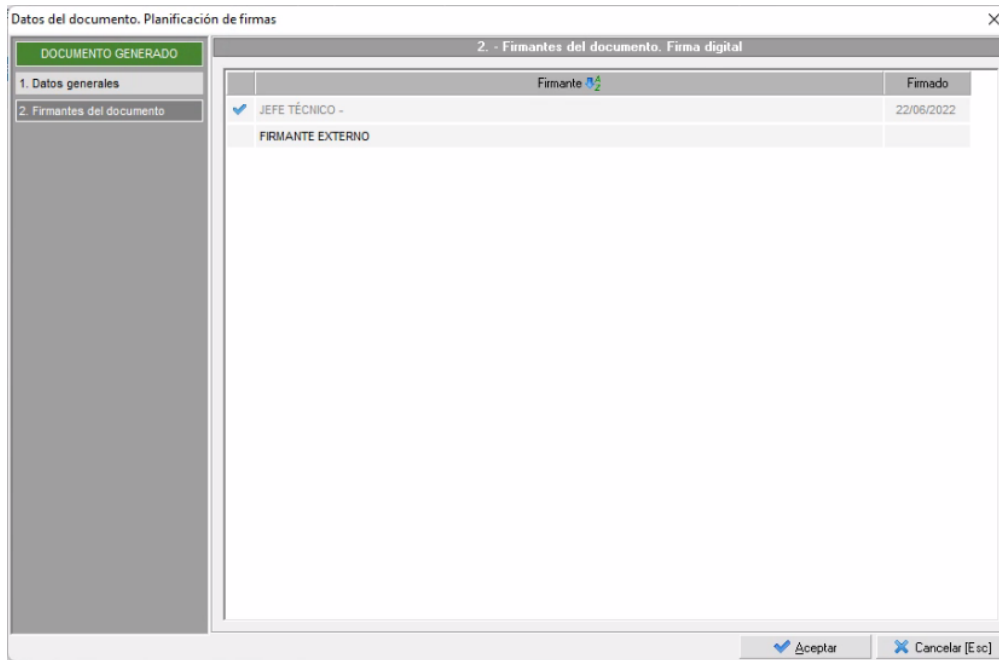 Datos del documento. Planificación de firmas
DOCUMENTO GENERADO
1. Datos generales
2. Firmantes del documento
2. - Firmantes del documento. Firma digital
Firmante Firmado
JEFE TÉCNICO - 22/06/2022
FIRMANTE EXTERNO
Aceptar Cancelar [Esc]